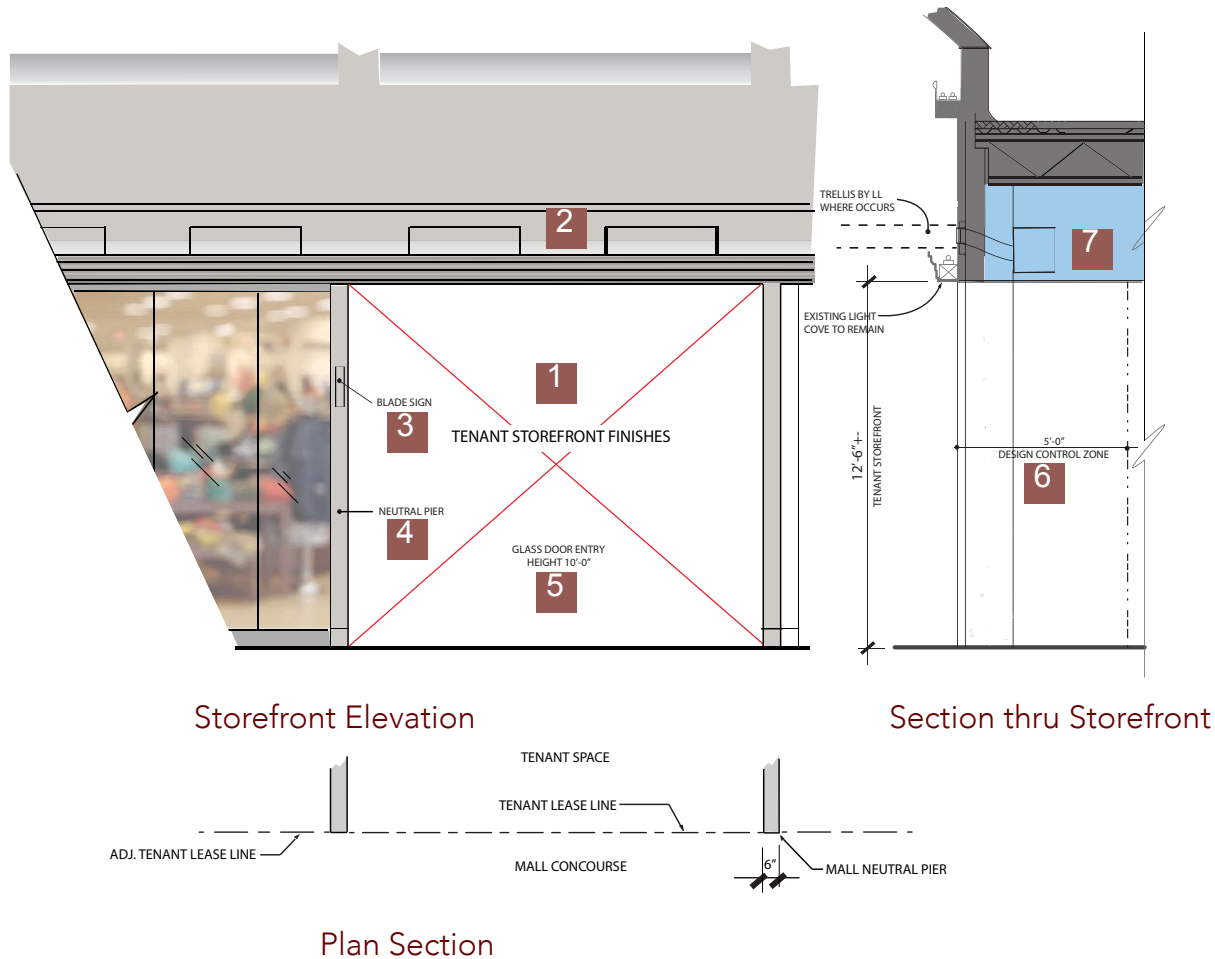 2
1
BLADE SIGN
3
TENANT STOREFRONT FINISHES
NEUTRAL PIER
4
GLASS DOOR ENTRY
HEIGHT 10'-0"
5
TRELLIS BY LL
WHERE OCCURS
7
EXISTING LIGHT
COVE TO REMAIN
12'-6"+-
TENANT STOREFRONT
5'-0"
DESIGN CONTROL ZONE
6
Storefront Elevation
Section thru Storefront
TENANT SPACE
TENANT LEASE LINE
ADJ. TENANT LEASE LINE
MALL CONCOURSE
6"
MALL NEUTRAL PIER
Plan Section